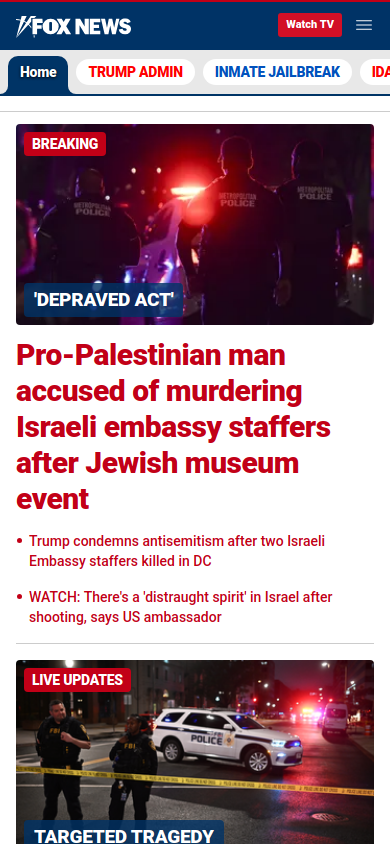 FOX NEWS
Watch TV
Home
TRUMP ADMIN
INMATE JAILBREAK
IDA
BREAKING
METROPOLITAN
POLICE
METROPOLITAN
POLICE
METROPOLITAN
POLICE
'DEPRAVED ACT'
Pro-Palestinian man
accused of murdering
Israeli embassy staffers
after Jewish museum
event
• Trump condemns antisemitism after two Israeli
Embassy staffers killed in DC
• WATCH: There's a 'distraught spirit' in Israel after
shooting, says US ambassador
LIVE UPDATES
FBI
FBI
FBI
POLICE
TARGETED TRAGEDY